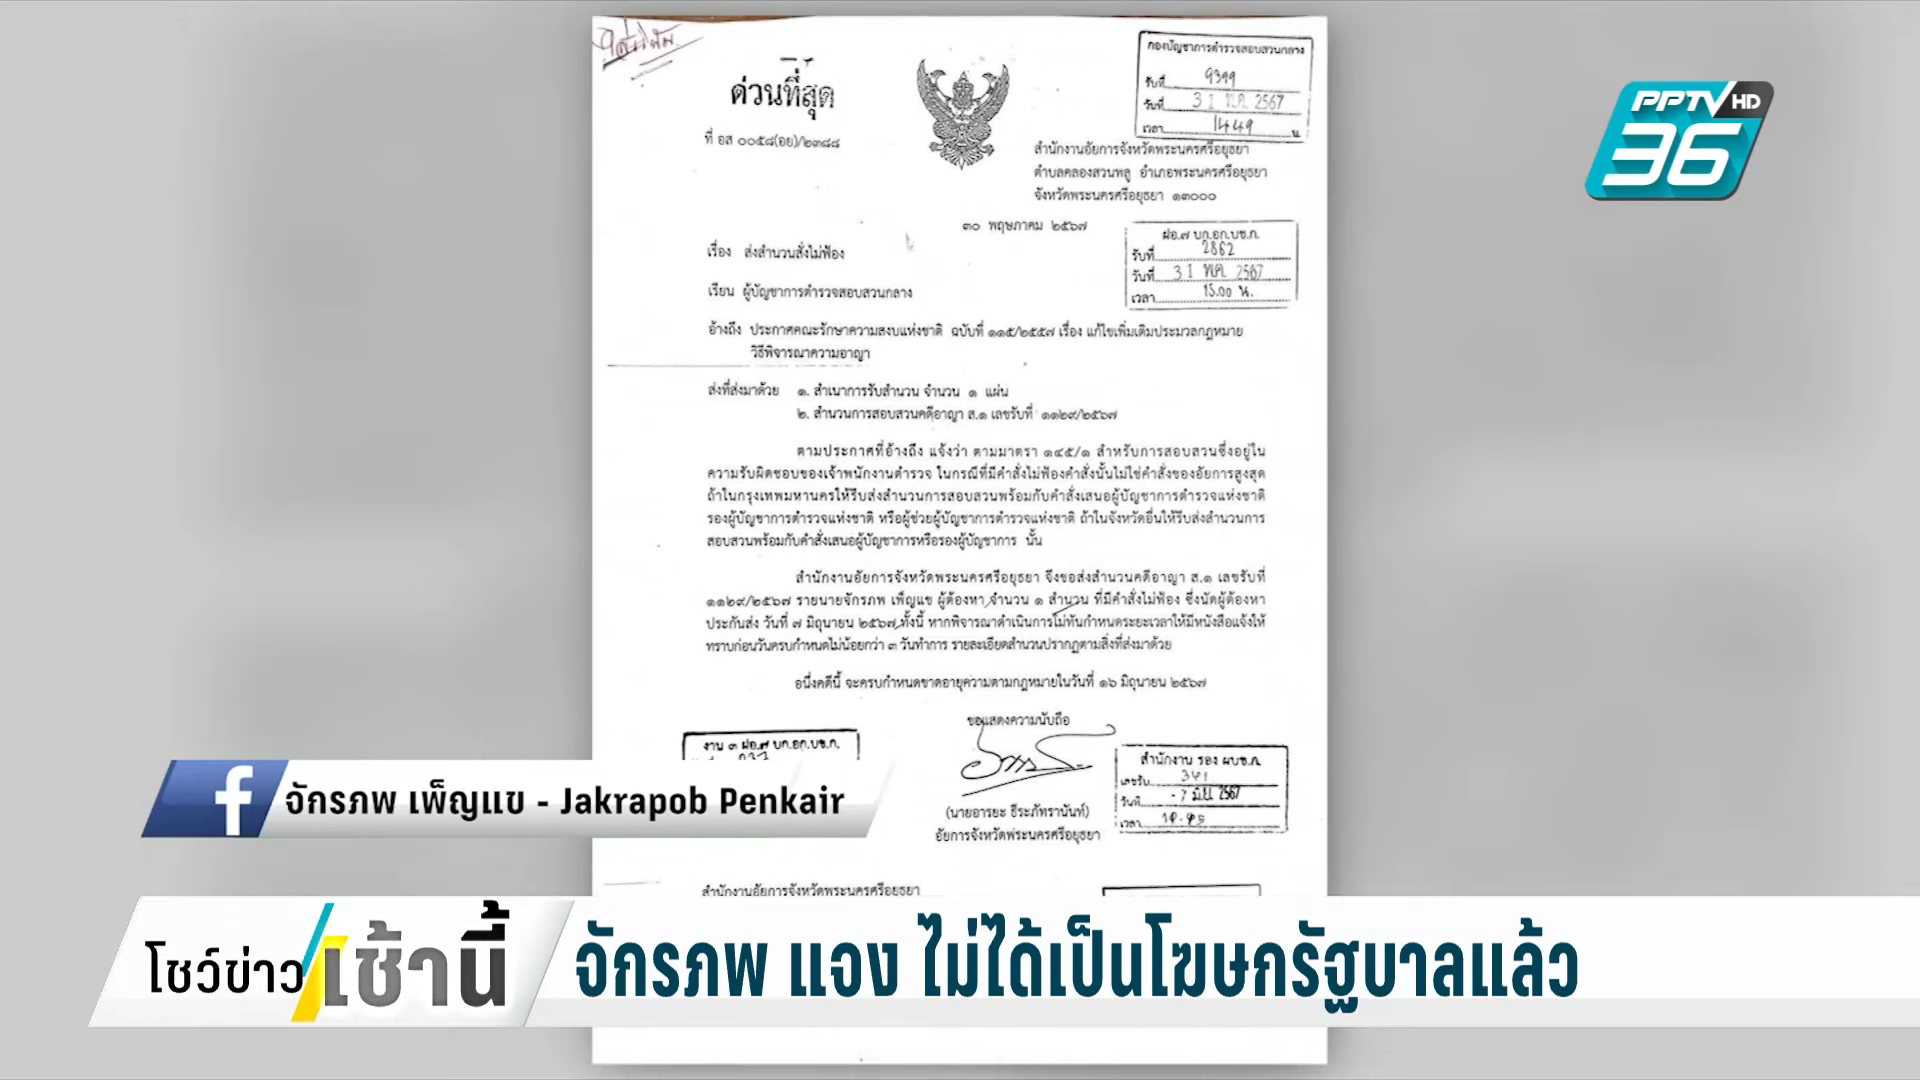 ด่วนที่สุด
ที่ อส ๐๐๕๘(อย)/๒๓๘๘
กองบัญชาการตำรวจสอบสวนกลาง
รับที่ 9399
วันที่ 31 พ.ค. 2567
เวลา 1449 น.
PPTV HD
36
สำนักงานอัยการจังหวัดพระนครศรีอยุธยา
ตำบลคลองสวนพลู อำเภอพระนครศรีอยุธยา
จังหวัดพระนครศรีอยุธยา ๑๓๐๐๐
๓๐ พฤษภาคม ๒๕๖๗
ฝอ.๗ บก.อก.บช.ก.
รับที่ 2862
วันที่ 31 พ.ค. 2567
เวลา 15.00 น.
เรื่อง ส่งสำนวนสั่งไม่ฟ้อง
เรียน ผู้บัญชาการตำรวจสอบสวนกลาง
อ้างถึง ประกาศคณะรักษาความสงบแห่งชาติ ฉบับที่ ๑๑๕/๒๕๕๗ เรื่อง แก้ไขเพิ่มเติมประมวลกฎหมาย
วิธีพิจารณาความอาญา
ส่งที่ส่งมาด้วย ๑. สำเนาการรับสำนวน จำนวน ๑ แผ่น
๒. สำนวนการสอบสวนคดีอาญา ส.๑ เลขรับที่ ๑๑๒๙/๒๕๖๗
ตามประกาศที่อ้างถึง แจ้งว่า ตามมาตรา ๑๔๕/๑ สำหรับการสอบสวนซึ่งอยู่ใน
ความรับผิดชอบของเจ้าพนักงานตำรวจ ในกรณีที่มีคำสั่งไม่ฟ้องคำสั่งนั้นไม่ใช่คำสั่งของอัยการสูงสุด
ถ้าในกรุงเทพมหานครให้รีบส่งสำนวนการสอบสวนพร้อมกับคำสั่งเสนอผู้บัญชาการตำรวจแห่งชาติ
รองผู้บัญชาการตำรวจแห่งชาติ หรือผู้ช่วยผู้บัญชาการตำรวจแห่งชาติ ถ้าในจังหวัดอื่นให้รีบส่งสำนวนการ
สอบสวนพร้อมกับคำสั่งเสนอผู้บัญชาการหรือรองผู้บัญชาการ นั้น
สำนักงานอัยการจังหวัดพระนครศรีอยุธยา จึงขอส่งสำนวนคดีอาญา ส.๑ เลขรับที่
๑๑๒๙/๒๕๖๗ รายนายจักรภพ เพ็ญแข ผู้ต้องหา จำนวน ๑ สำนวน ที่มีคำสั่งไม่ฟ้อง ซึ่งนัดผู้ต้องหา
ประกันส่ง วันที่ ๗ มิถุนายน ๒๕๖๗ ทั้งนี้ หากพิจารณาดำเนินการไม่ทันกำหนดระยะเวลาให้มีหนังสือแจ้งให้
ทราบก่อนวันครบกำหนดไม่น้อยกว่า ๓ วันทำการ รายละเอียดสำนวนปรากฏตามสิ่งที่ส่งมาด้วย
อนึ่งคดีนี้ จะครบกำหนดขาดอายุความตามกฎหมายในวันที่ ๑๖ มิถุนายน ๒๕๖๗
ขอแสดงความนับถือ
(นายอารยะ ธีระภัทรานันท์)
อัยการจังหวัดพระนครศรีอยุธยา
งาน ๓ ฝอ.๗ บก.อก.บช.ก.
สำนักงาน รอง ผบช.ก.
เลขรับ 341
วันที่ - 7 มิ.ย. 2567
เวลา
จักรภพ เพ็ญแข - Jakrapob Penkair
สำนักงานอัยการจังหวัดพระนครศรีอยุธยา
โชว์ข่าวเช้านี้
จักรภพ แจง ไม่ได้เป็นโฆษกรัฐบาลแล้ว